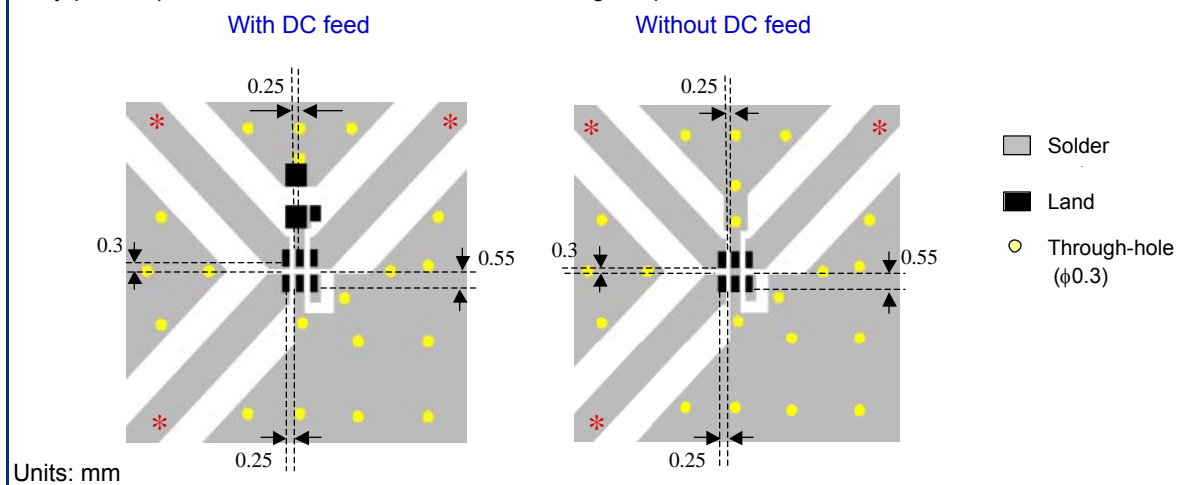 With DC feed
Without DC feed
0.25
0.25
* *
* *
Solder
Land
0.3
0.55
0.3
0.55
Through-hole
(ϕ0.3)
*
*
0.25
0.25
Units: mm